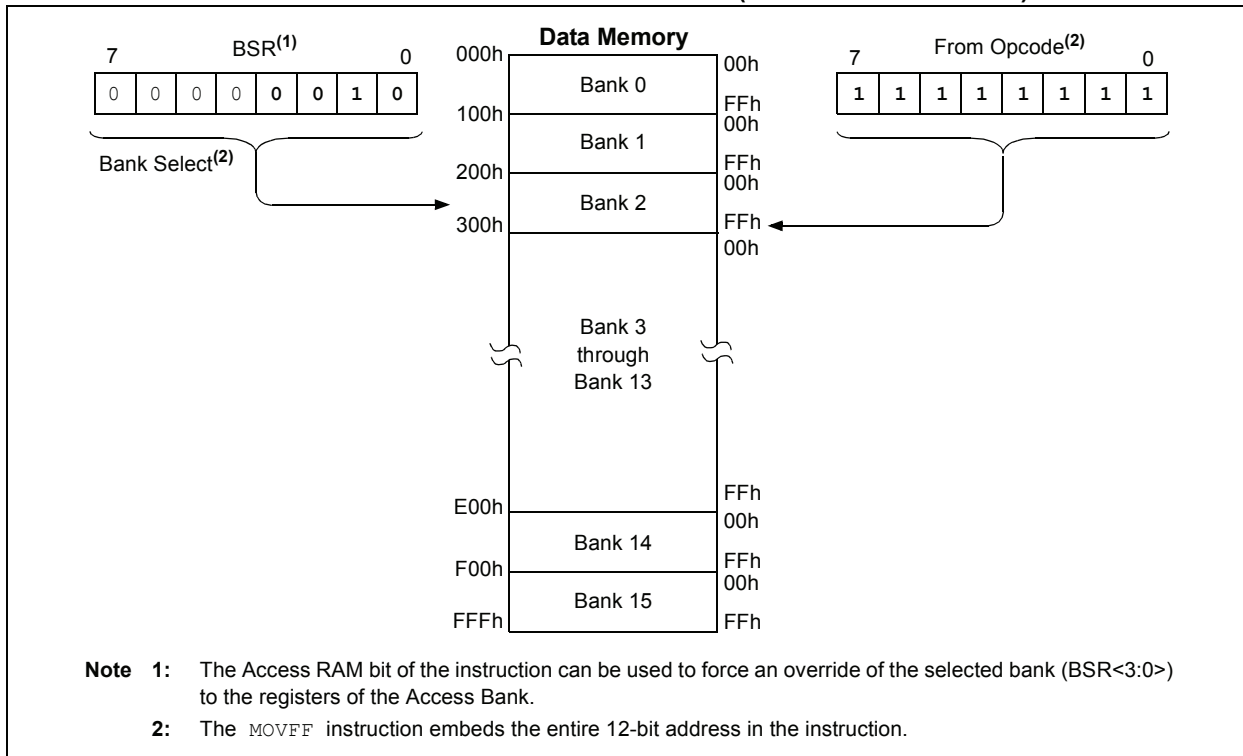 Data Memory
7 BSR(1) 0
0 0 0 0 0 0 1 0
Bank Select(2)
From Opcode(2)
7 0
1 1 1 1 1 1 1 1
000h
Bank 0
00h
FFh
100h
Bank 1
00h
FFh
200h
Bank 2
00h
FFh
300h
00h
Bank 3
through
Bank 13
FFh
E00h
00h
Bank 14
FFh
F00h
00h
Bank 15
FFFh
FFh
Note 1: The Access RAM bit of the instruction can be used to force an override of the selected bank (BSR<3:0>)
to the registers of the Access Bank.
2: The MOVFF instruction embeds the entire 12-bit address in the instruction.